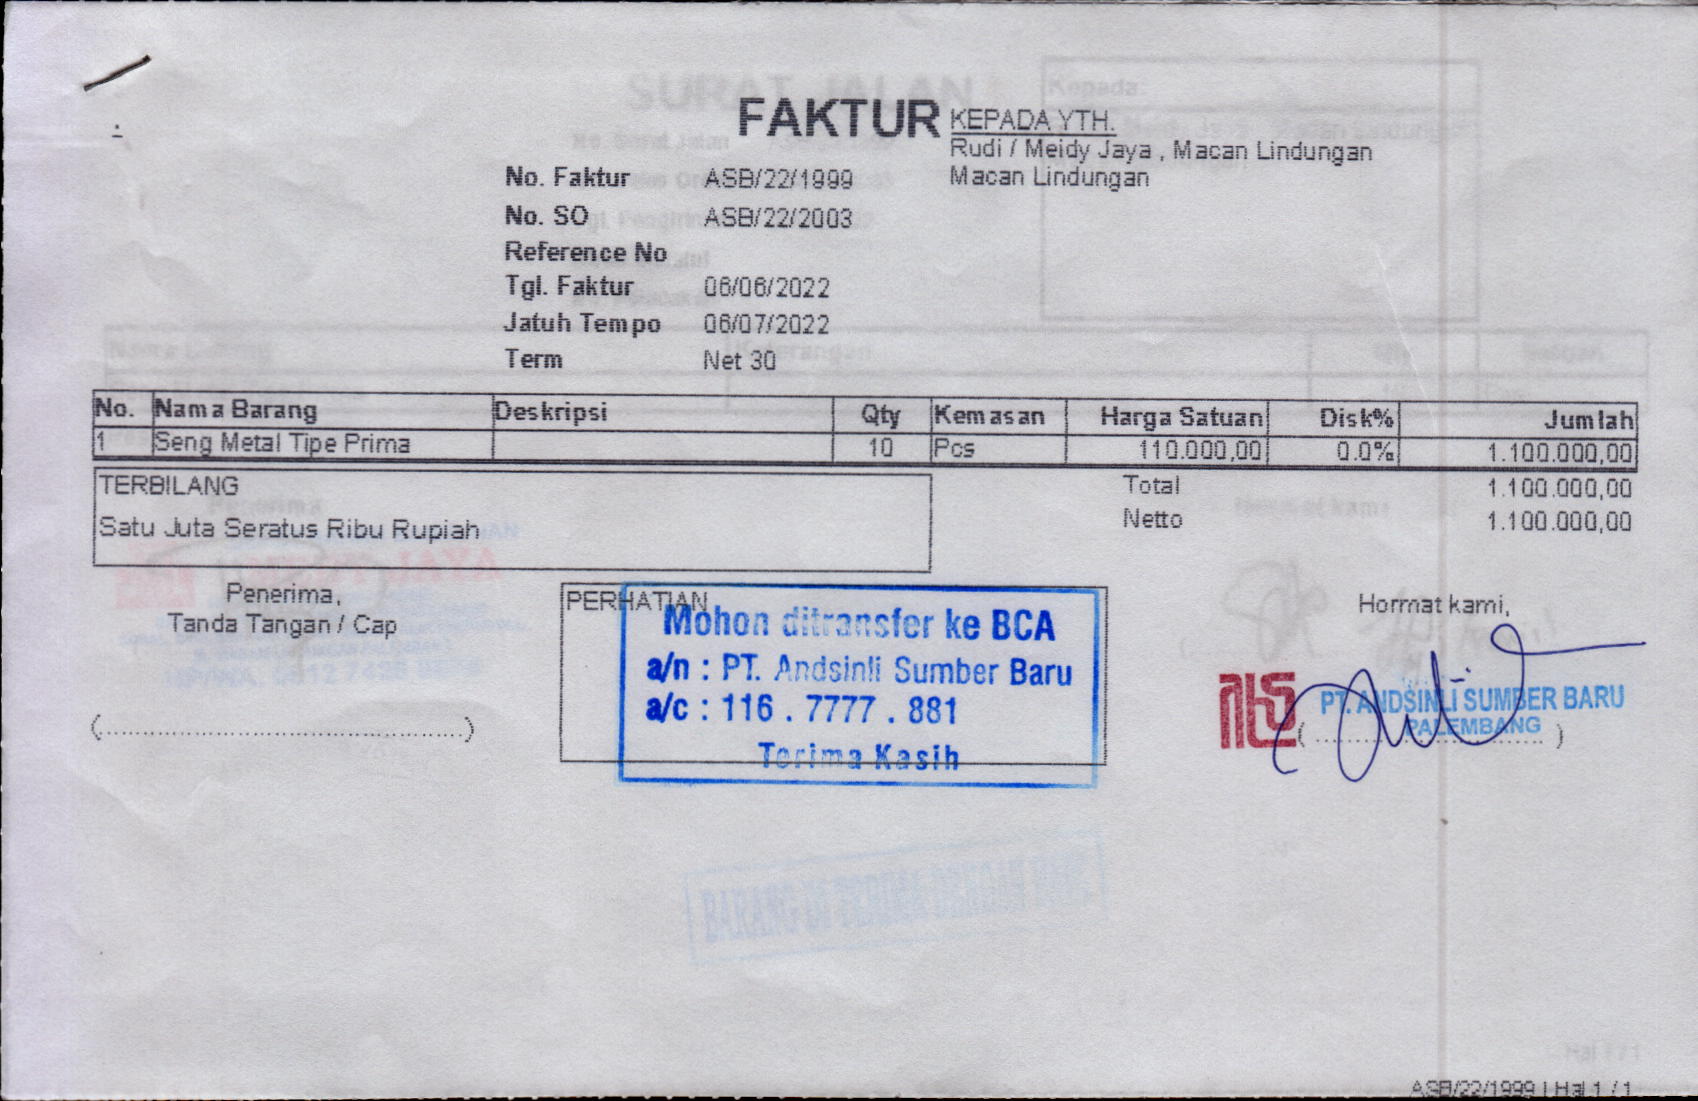 FAKTUR
KEPADA YTH.
Rudi / Meidy Jaya , Macan Lindungan
Macan Lindungan
No. Faktur ASB/22/1999
No. SO ASB/22/2003
Reference No
Tgl. Faktur 06/06/2022
Jatuh Tempo 06/07/2022
Term Net 30
No. Nama Barang Deskripsi Qty Kemasan Harga Satuan Disk% Jumlah
1 Seng Metal Tipe Prima 10 Pcs 110.000,00 0.0% 1.100.000,00
TERBILANG
Satu Juta Seratus Ribu Rupiah
Total 1.100.000,00
Netto 1.100.000,00
Penerima,
Tanda Tangan / Cap
(............................................................)
PERHATIAN
Mohon ditransfer ke BCA
a/n : PT. Andsinli Sumber Baru
a/c : 116 . 7777 . 881
Terima Kasih
Hormat kami,
PT. ANDSINLI SUMBER BARU
PALEMBANG
(......................................)
ASB/22/1999 | Hal 1 / 1